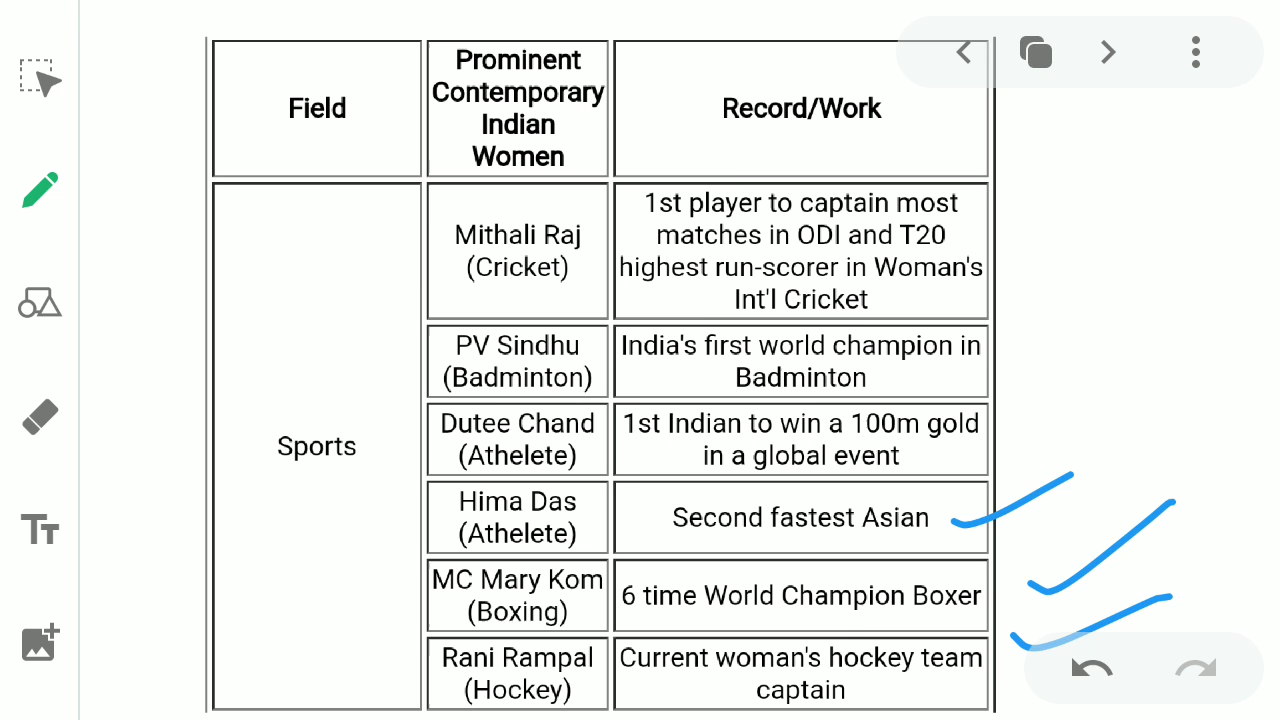 Field
Prominent
Contemporary
Indian
Women
Record/Work
Sports
Mithali Raj
(Cricket)
1st player to captain most
matches in ODI and T20
highest run-scorer in Woman's
Int'l Cricket
PV Sindhu
(Badminton)
India's first world champion in
Badminton
Dutee Chand
(Athelete)
1st Indian to win a 100m gold
in a global event
Hima Das
(Athelete)
Second fastest Asian
MC Mary Kom
(Boxing)
6 time World Champion Boxer
Rani Rampal
(Hockey)
Current woman's hockey team
captain
TT